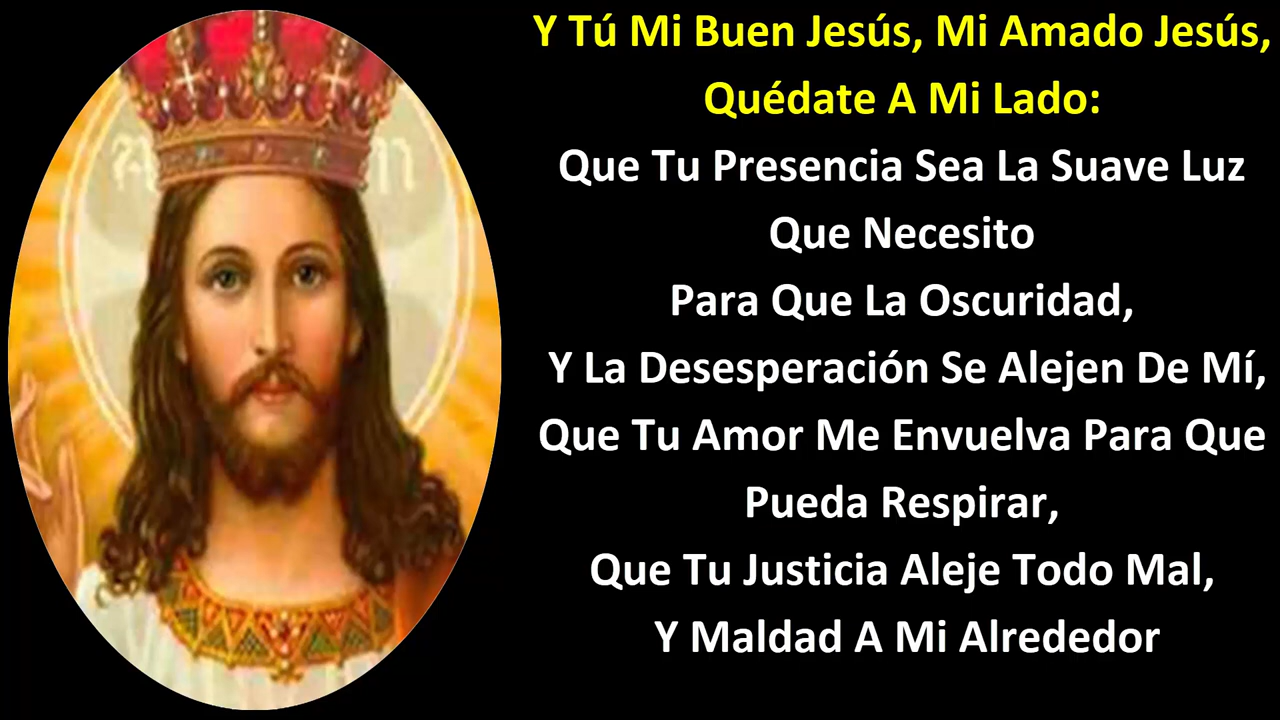 Y Tú Mi Buen Jesús, Mi Amado Jesús,
Quédate A Mi Lado:
Que Tu Presencia Sea La Suave Luz
Que Necesito
Para Que La Oscuridad,
Y La Desesperación Se Alejen De Mí,
Que Tu Amor Me Envuelva Para Que
Pueda Respirar,
Que Tu Justicia Aleje Todo Mal,
Y Maldad A Mi Alrededor